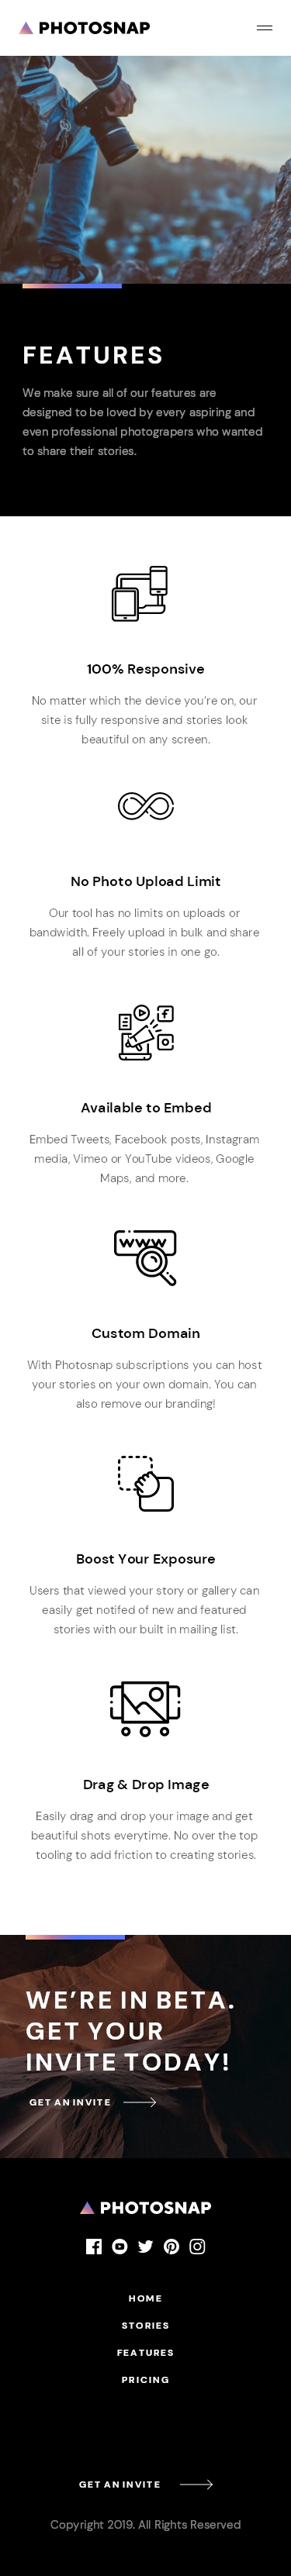 PHOTOSNAP
FEATURES
We make sure all of our features are
designed to be loved by every aspiring and
even professional photograpers who wanted
to share their stories.
100% Responsive
No matter which the device you’re on, our
site is fully responsive and stories look
beautiful on any screen.
No Photo Upload Limit
Our tool has no limits on uploads or
bandwidth. Freely upload in bulk and share
all of your stories in one go.
Available to Embed
Embed Tweets, Facebook posts, Instagram
media, Vimeo or YouTube videos, Google
Maps, and more.
WWW
Custom Domain
With Photosnap subscriptions you can host
your stories on your own domain. You can
also remove our branding!
Boost Your Exposure
Users that viewed your story or gallery can
easily get notifed of new and featured
stories with our built in mailing list.
Drag & Drop Image
Easily drag and drop your image and get
beautiful shots everytime. No over the top
tooling to add friction to creating stories.
WE’RE IN BETA.
GET YOUR
INVITE TODAY!
GET AN INVITE
PHOTOSNAP
HOME
STORIES
FEATURES
PRICING
GET AN INVITE
Copyright 2019. All Rights Reserved